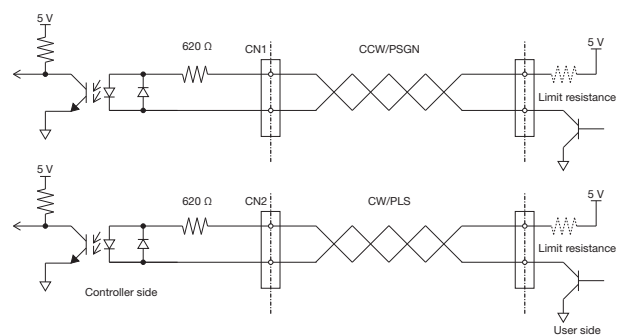 5 V
620 Ω
CN1
CCW/PSGN
5 V
Limit resistance
5 V
620 Ω
CN2
CW/PLS
5 V
Limit resistance
Controller side
User side